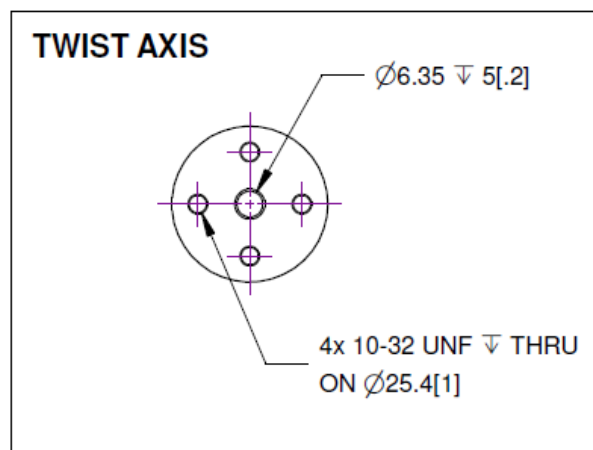 TWIST AXIS
∅6.35 ↧ 5[.2]
4x 10-32 UNF ↧ THRU
ON ∅25.4[1]